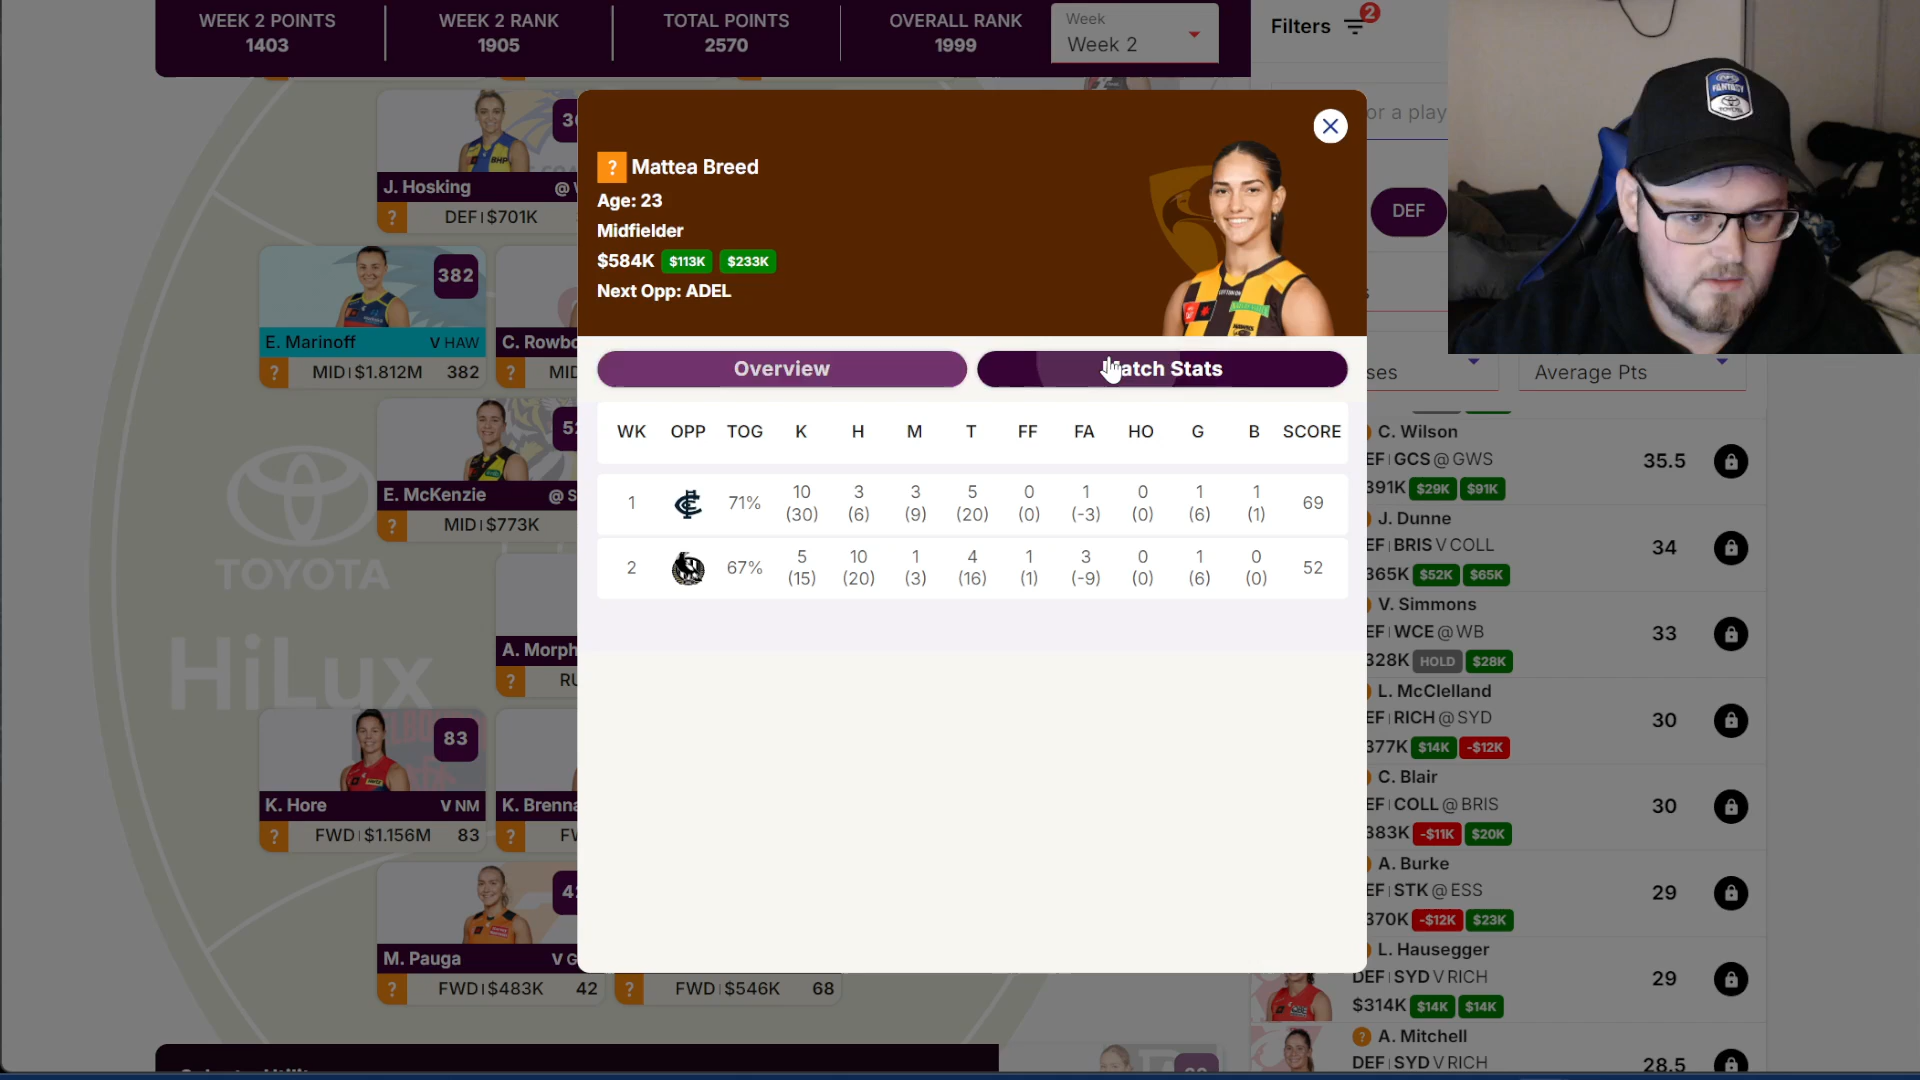 WEEK 2 POINTS
1403
WEEK 2 RANK
1905
TOTAL POINTS
2570
OVERALL RANK
1999
Week
Week 2
Filters
2
or a play
DEF
J. Hosking
@
? DEF | $701K
382
E. Marinoff V HAW
? MID | $1.812M 382
C. Rowbo
?
E. McKenzie @ S
? MID | $773K
TOYOTA
HiLux
A. Morph
? RU
83
K. Hore V NM
? FWD | $1.156M 83
K. Brenna
? FW
M. Pauga V G
? FWD | $483K 42
? FWD | $546K 68
? Mattea Breed
Age: 23
Midfielder
$584K $113K $233K
Next Opp: ADEL
Overview
atch Stats
WK OPP TOG K H M T FF FA HO G B SCORE
1 71% 10 3 3 5 0 1 0 1 1 69
(30) (6) (9) (20) (0) (-3) (0) (6) (1)
2 67% 5 10 1 4 1 3 0 1 0 52
(15) (20) (3) (16) (1) (-9) (0) (6) (0)
FANTASY
ses
Average Pts
C. Wilson
EF | GCS @ GWS
391K $29K $91K
35.5
J. Dunne
EF | BRIS V COLL
365K $52K $65K
34
V. Simmons
EF | WCE @ WB
328K HOLD $28K
33
L. McClelland
EF | RICH @ SYD
377K $14K -$12K
30
C. Blair
EF | COLL @ BRIS
383K -$11K $20K
30
A. Burke
EF | STK @ ESS
370K -$12K $23K
29
L. Hausegger
DEF | SYD V RICH
$314K $14K $14K
29
? A. Mitchell
DEF | SYD V RICH
28.5